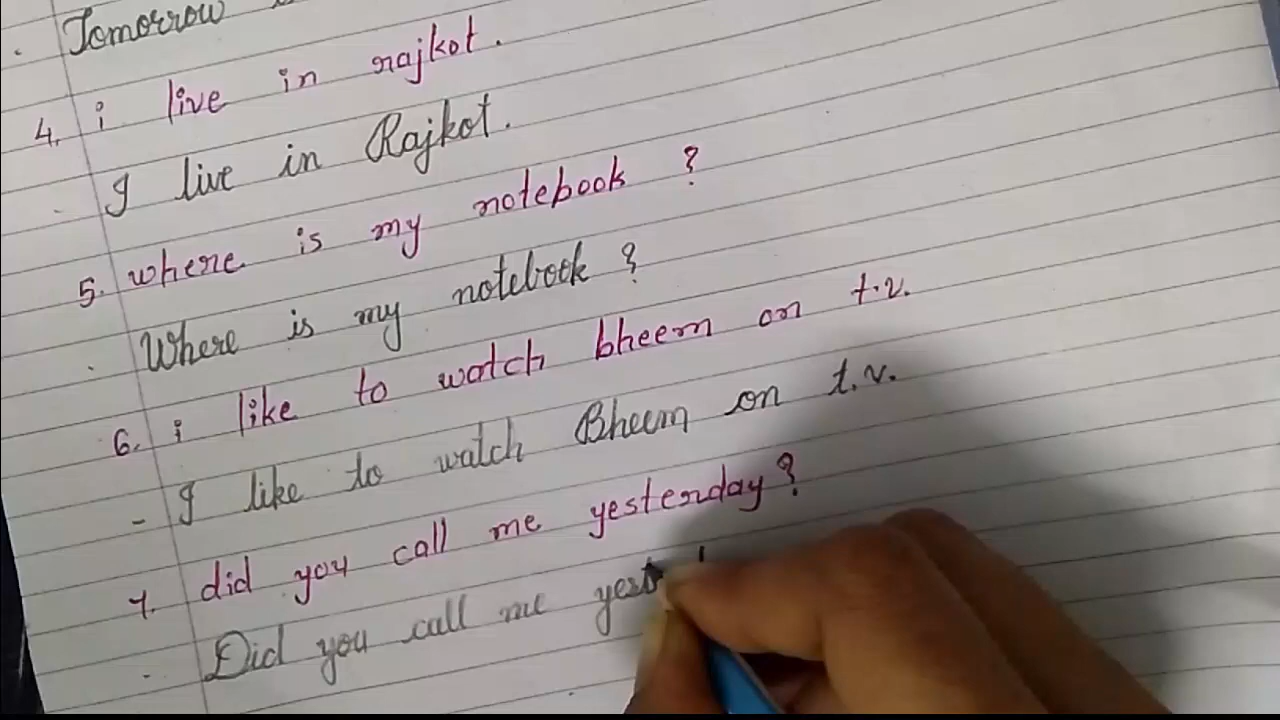 Tomorrow
4. i live in rajkot.
I live in Rajkot.
5. where is my notebook ?
Where is my notebook ?
6. i like to watch bheem on t.v.
- I like to watch Bheem on t.v.
7. did you call me yesterday?
Did you call me